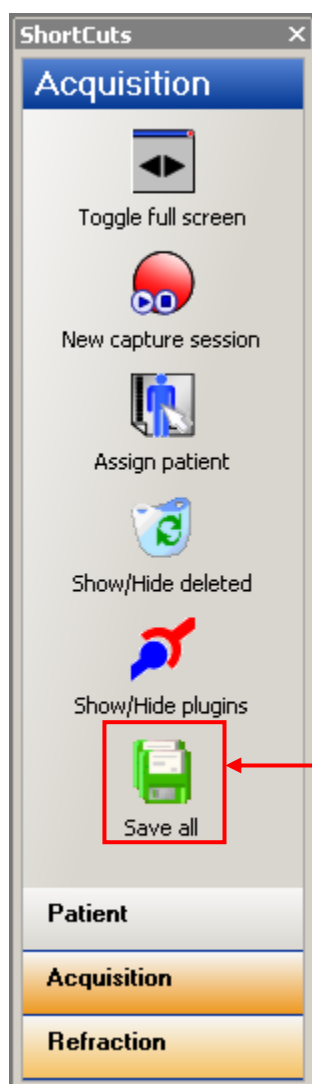 ShortCuts
Acquisition
Toggle full screen
New capture session
Assign patient
Show/Hide deleted
Show/Hide plugins
Save all
Patient
Acquisition
Refraction